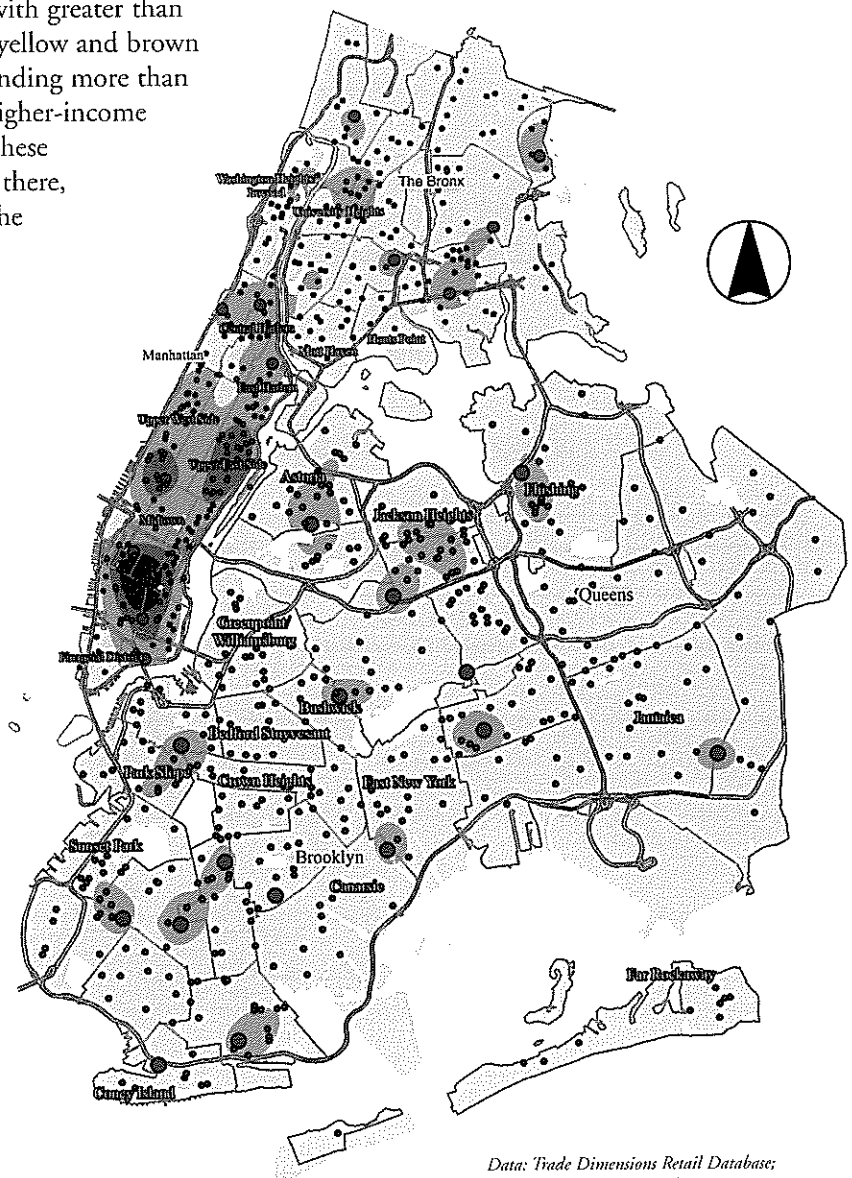 with greater than
yellow and brown
nding more than
igher-income
hese
there,
he
The Bronx
Washington Heights/
Inwood
University Heights
Central Harlem
Mott Haven
Hunts Point
Manhattan
East Harlem
Upper West Side
Upper East Side
Astoria
Flushing
Midtown
Jackson Heights
Queens
Greenpoint/
Williamsburg
Financial District
Bushwick
Bedford Stuyvesant
Jamaica
Park Slope
Crown Heights
East New York
Sunset Park
Brooklyn
Canarsie
Far Rockaway
Coney Island
Data: Trade Dimensions Retail Database;